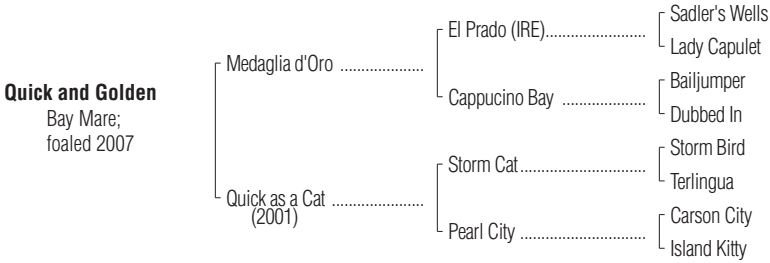 Sadler's Wells
El Prado (IRE)........................
Lady Capulet
Medaglia d'Oro ....................
Bailjumper
Quick and Golden
Cappucino Bay ....................
Bay Mare;
Dubbed In
foaled 2007
Storm Bird
Storm Cat..............................
Terlingua
Quick as a Cat ......................
(2001)
Carson City
Pearl City ..............................
Island Kitty